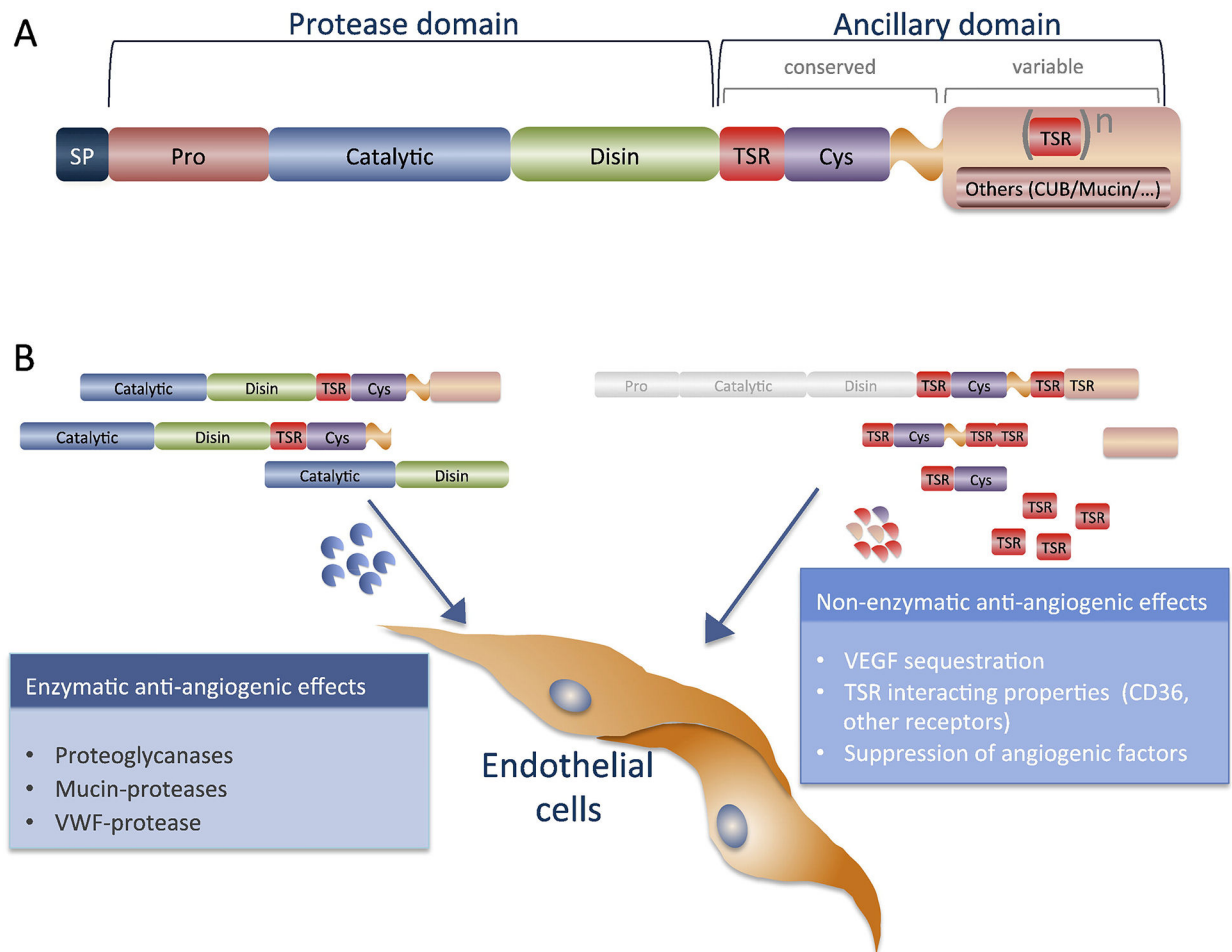 A
Protease domain
Ancillary domain
conserved
variable
SP
Pro
Catalytic
Disin
TSR
Cys
(TSR)n
Others (CUB/Mucin/...)
B
Catalytic
Disin
TSR
Cys
Catalytic
Disin
TSR
Cys
Catalytic
Disin
Pro
Catalytic
Disin
TSR
Cys
TSR
TSR
TSR
Cys
TSR
TSR
TSR
Cys
TSR
TSR
TSR
TSR
Enzymatic anti-angiogenic effects
• Proteoglycanases
• Mucin-proteases
• VWF-protease
Endothelial
cells
Non-enzymatic anti-angiogenic effects
• VEGF sequestration
• TSR interacting properties (CD36,
other receptors)
• Suppression of angiogenic factors